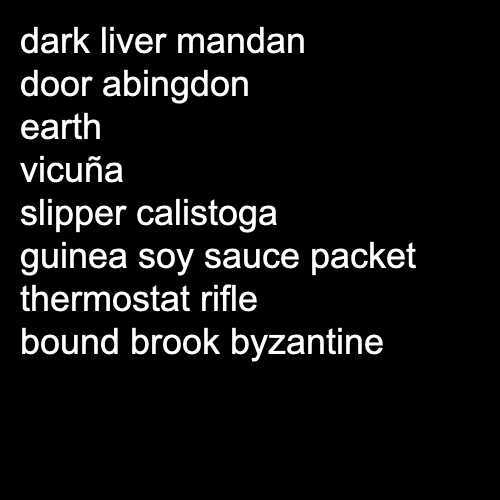 dark liver mandan
door abingdon
earth
vicuña
slipper calistoga
guinea soy sauce packet
thermostat rifle
bound brook byzantine